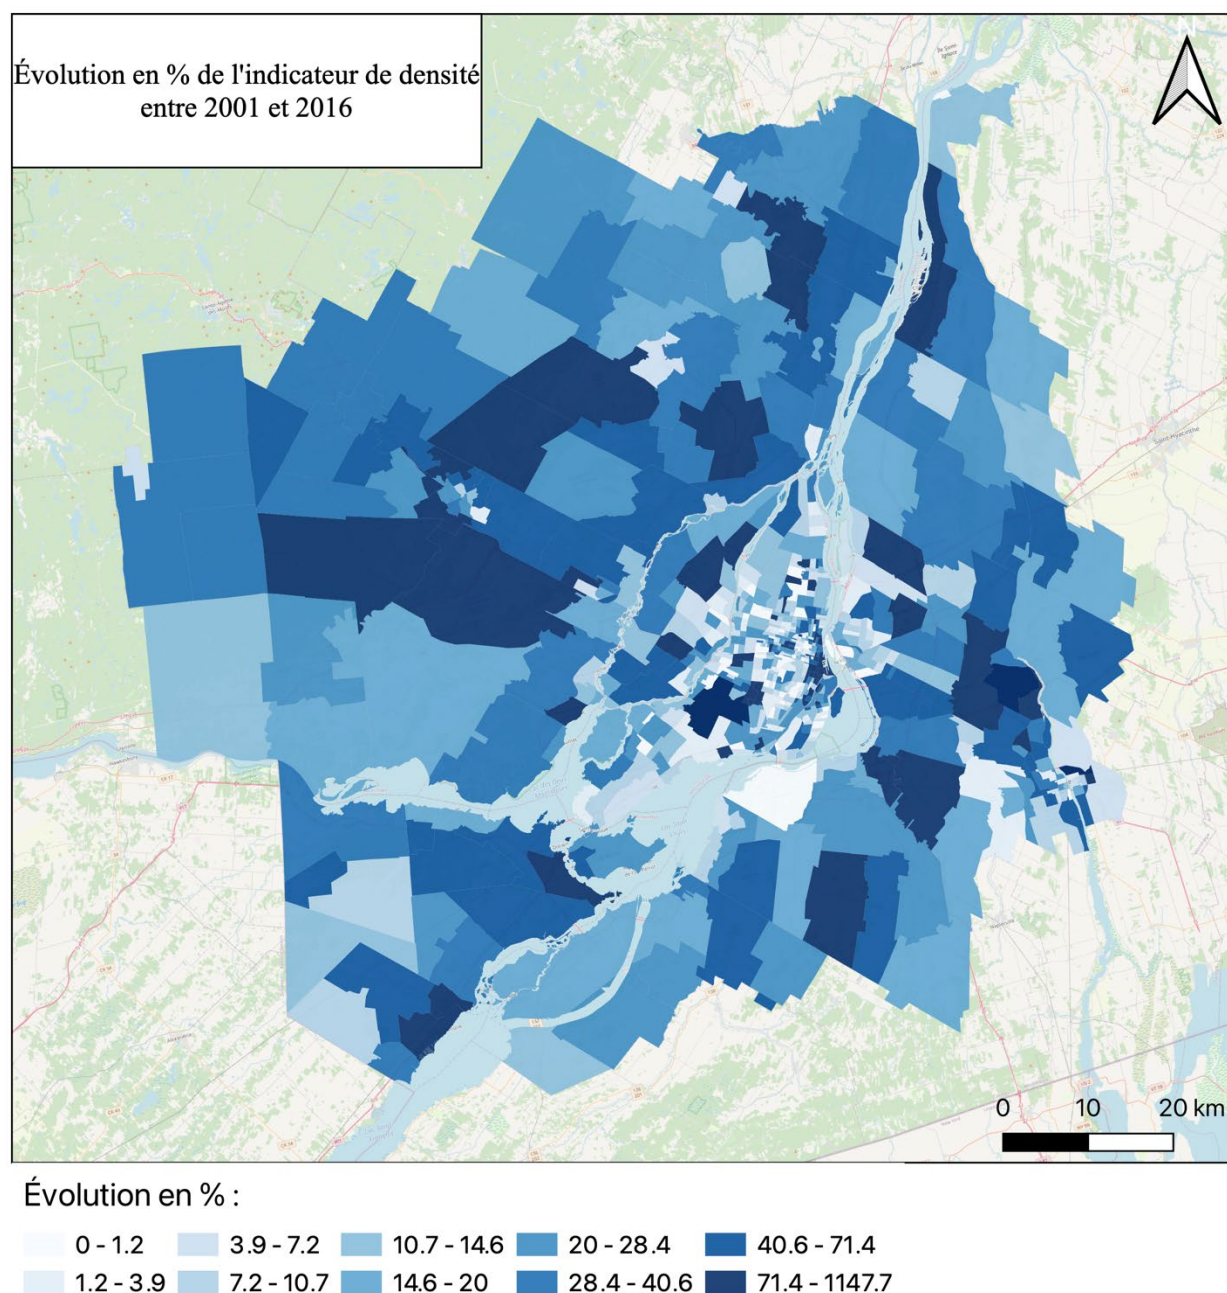 Évolution en % de l'indicateur de densité
entre 2001 et 2016
N
Saint-Hyacinthe
0 10 20 km
Évolution en % :
0 - 1.2 3.9 - 7.2 10.7 - 14.6 20 - 28.4 40.6 - 71.4
1.2 - 3.9 7.2 - 10.7 14.6 - 20 28.4 - 40.6 71.4 - 1147.7